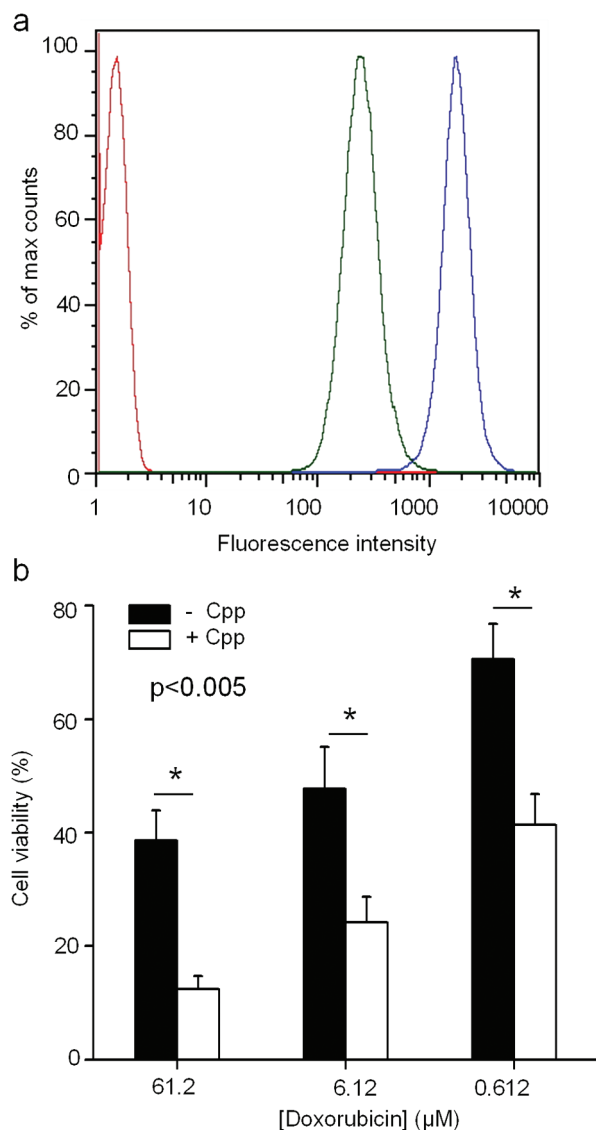 a
100
80
60
40
20
0
% of max counts
1 10 100 1000 10000
Fluorescence intensity
b
80
60
40
20
0
Cell viability (%)
- Cpp
+ Cpp
p<0.005
* * *
61.2 6.12 0.612
[Doxorubicin] (µM)